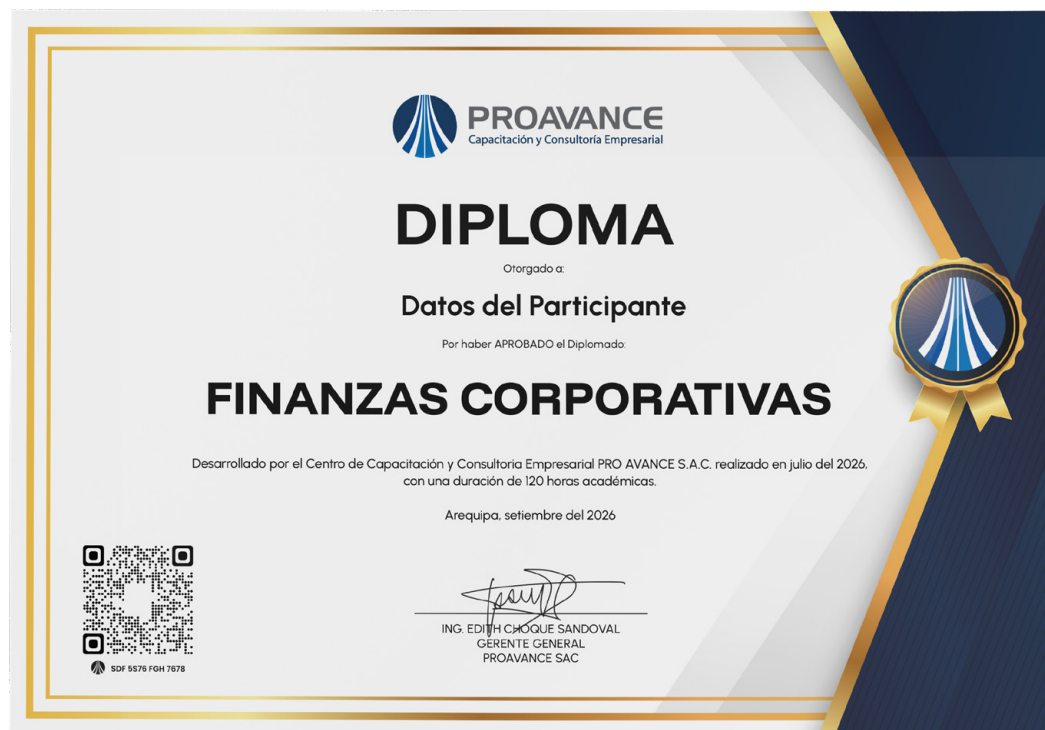 PROAVANCE
Capacitación y Consultoría Empresarial
DIPLOMA
Otorgado a:
Datos del Participante
Por haber APROBADO el Diplomado:
FINANZAS CORPORATIVAS
Desarrollado por el Centro de Capacitación y Consultoria Empresarial PRO AVANCE S.A.C. realizado en julio del 2026,
con una duración de 120 horas académicas.
Arequipa, setiembre del 2026
ING. EDITH CHOQUE SANDOVAL
GERENTE GENERAL
PROAVANCE SAC
SDF 5S76 FGH 7678